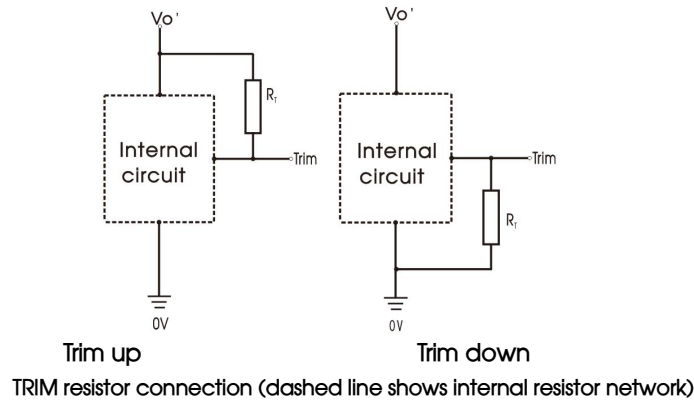 Vo'
Vo'
RT
Internal
circuit
Trim
Internal
circuit
Trim
RT
0V
0V
Trim up
Trim down
TRIM resistor connection (dashed line shows internal resistor network)